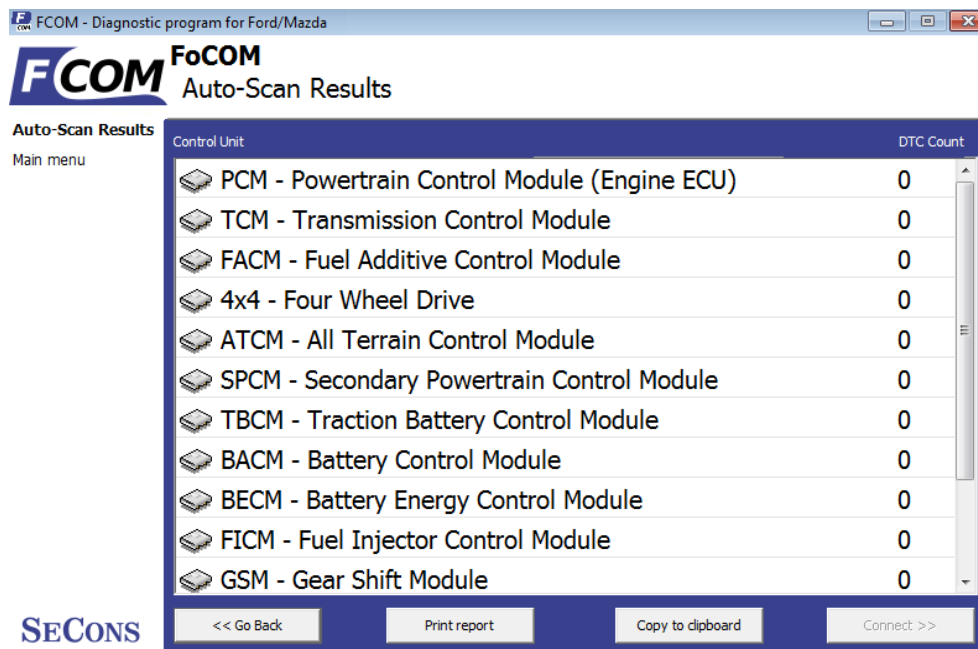 FCOM - Diagnostic program for Ford/Mazda
FCOM
FoCOM
Auto-Scan Results
Auto-Scan Results
Main menu
Control Unit DTC Count
PCM - Powertrain Control Module (Engine ECU) 0
TCM - Transmission Control Module 0
FACM - Fuel Additive Control Module 0
4x4 - Four Wheel Drive 0
ATCM - All Terrain Control Module 0
SPCM - Secondary Powertrain Control Module 0
TBCM - Traction Battery Control Module 0
BACM - Battery Control Module 0
BECM - Battery Energy Control Module 0
FICM - Fuel Injector Control Module 0
GSM - Gear Shift Module 0
SECONS
<< Go Back Print report Copy to clipboard Connect >>